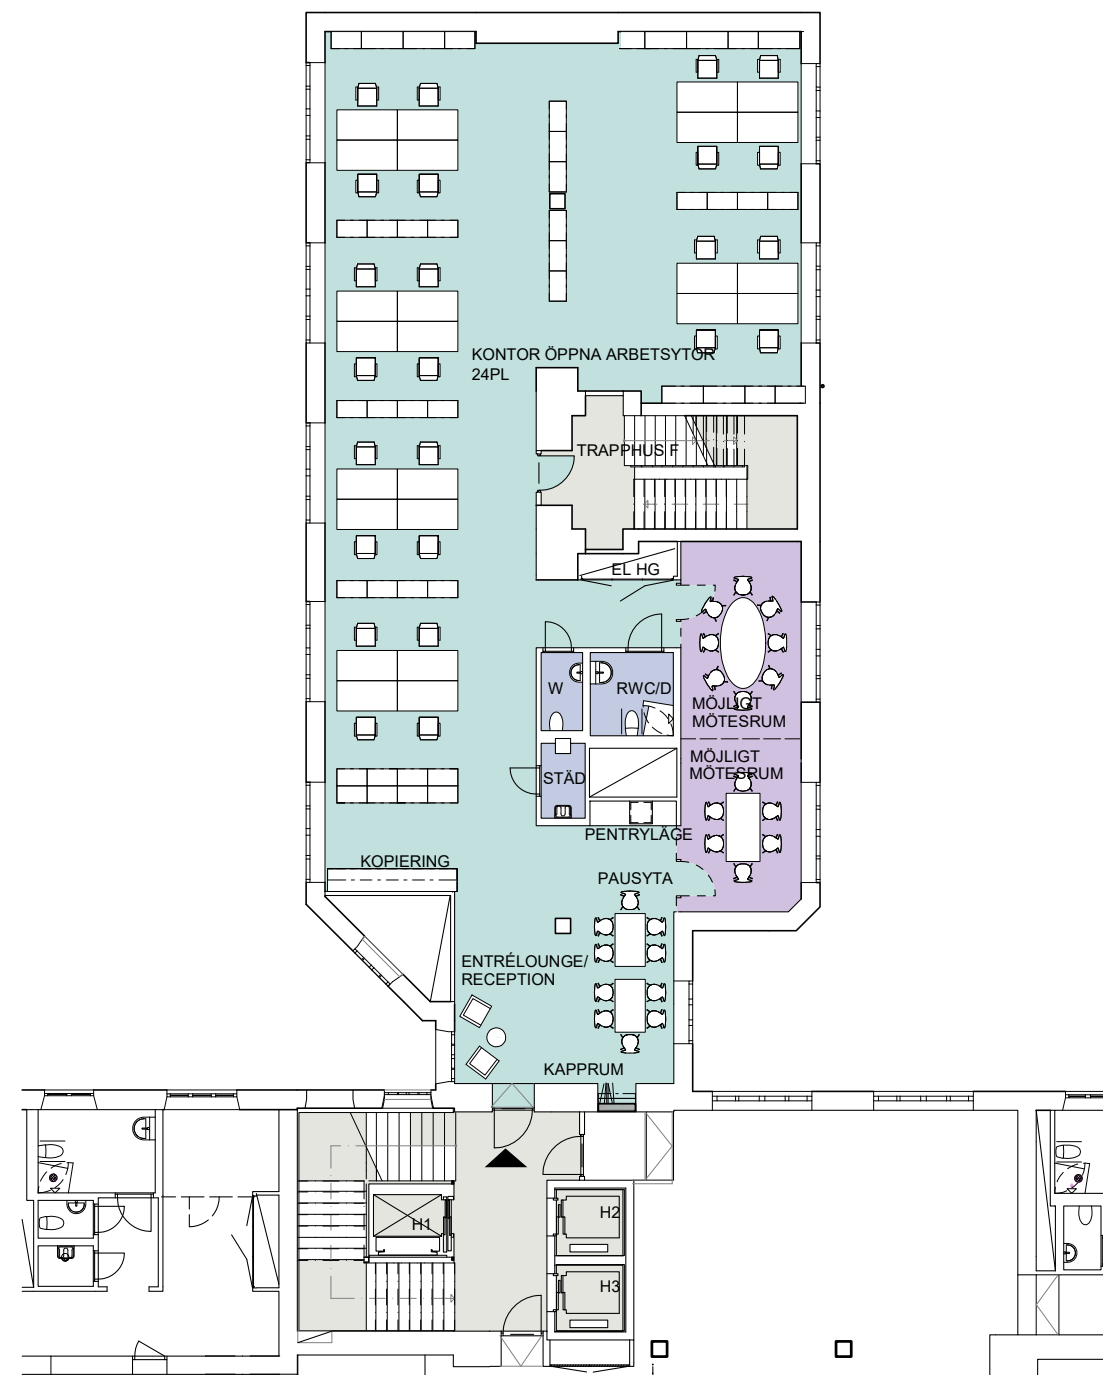 KONTOR ÖPPNA ARBETSYTOR
24PL
TRAPPHUS F
EL HG
W
RWC/D
MÖJLIGT
MÖTESRUM
MÖJLIGT
MÖTESRUM
STÄD
PENTRYLÄGE
KOPIERING
PAUSYTA
ENTRÉLOUNGE/
RECEPTION
KAPPRUM
H1
H2
H3